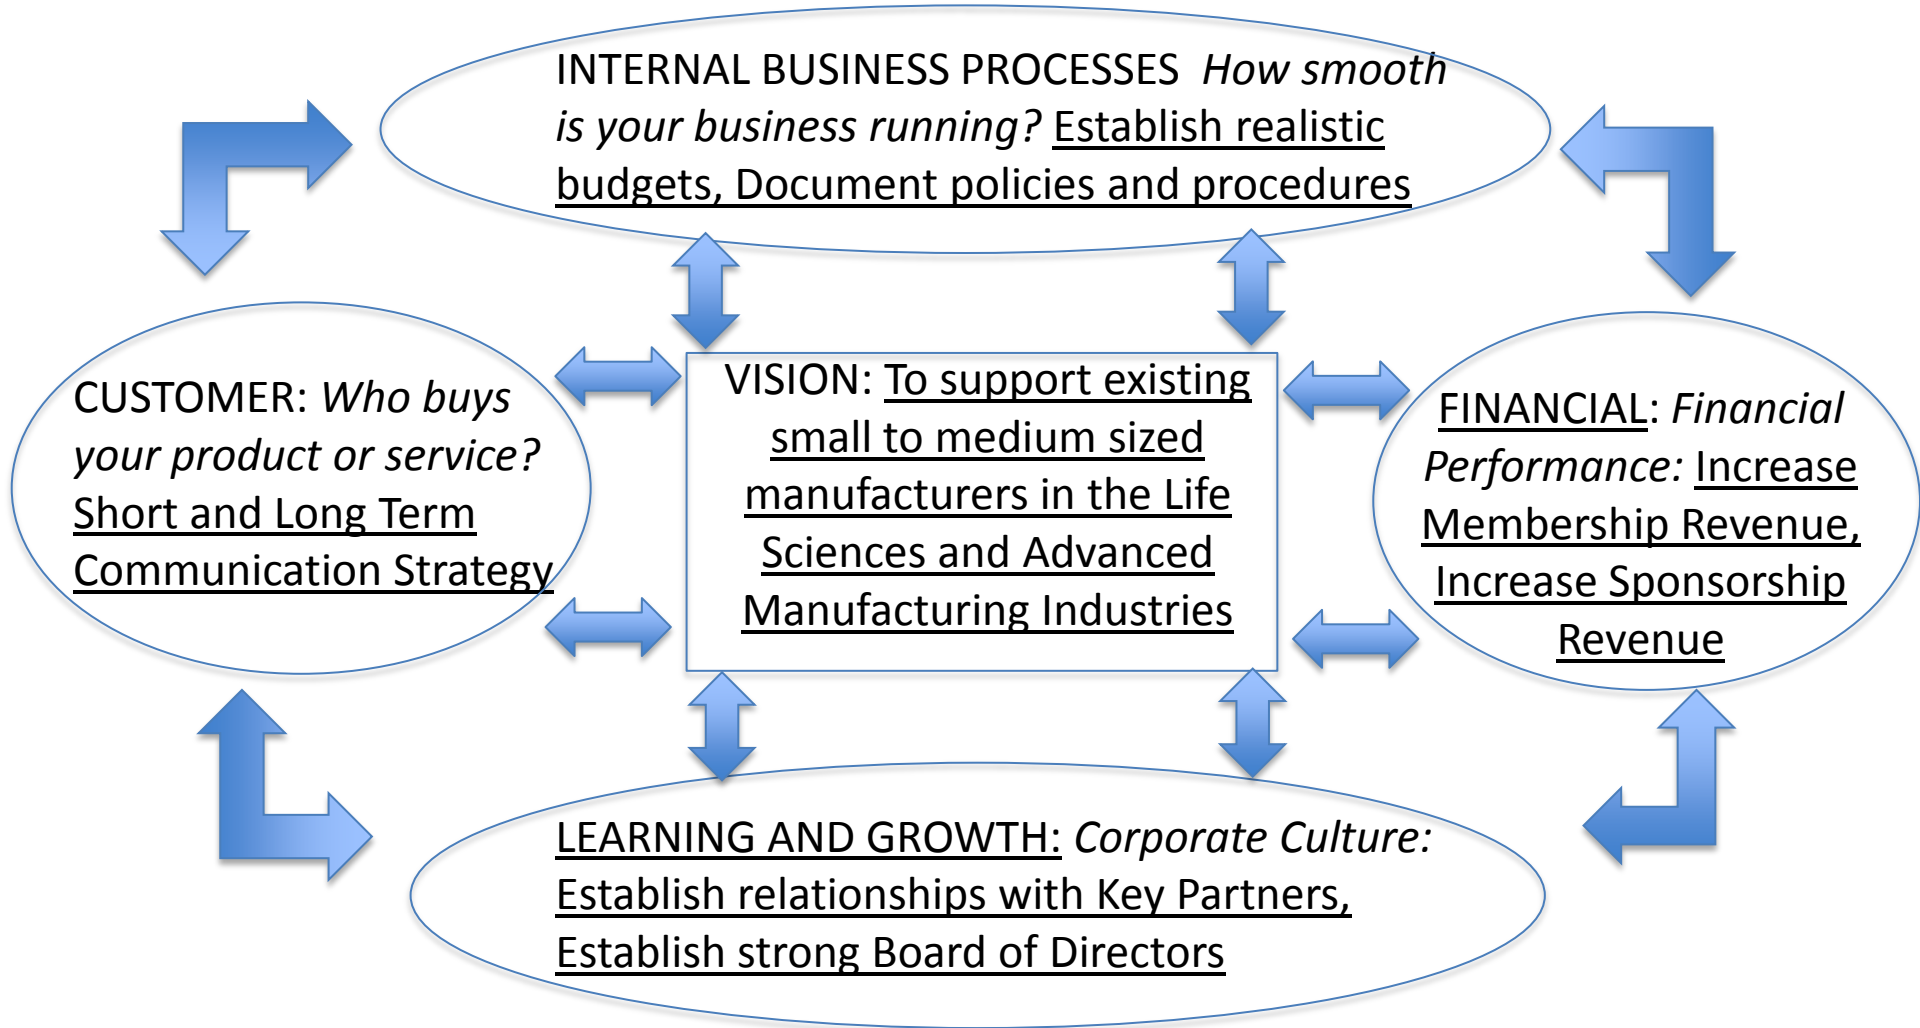 INTERNAL BUSINESS PROCESSES How smooth
is your business running? Establish realistic
budgets, Document policies and procedures
CUSTOMER: Who buys
your product or service?
Short and Long Term
Communication Strategy
VISION: To support existing
small to medium sized
manufacturers in the Life
Sciences and Advanced
Manufacturing Industries
FINANCIAL: Financial
Performance: Increase
Membership Revenue,
Increase Sponsorship
Revenue
LEARNING AND GROWTH: Corporate Culture:
Establish relationships with Key Partners,
Establish strong Board of Directors